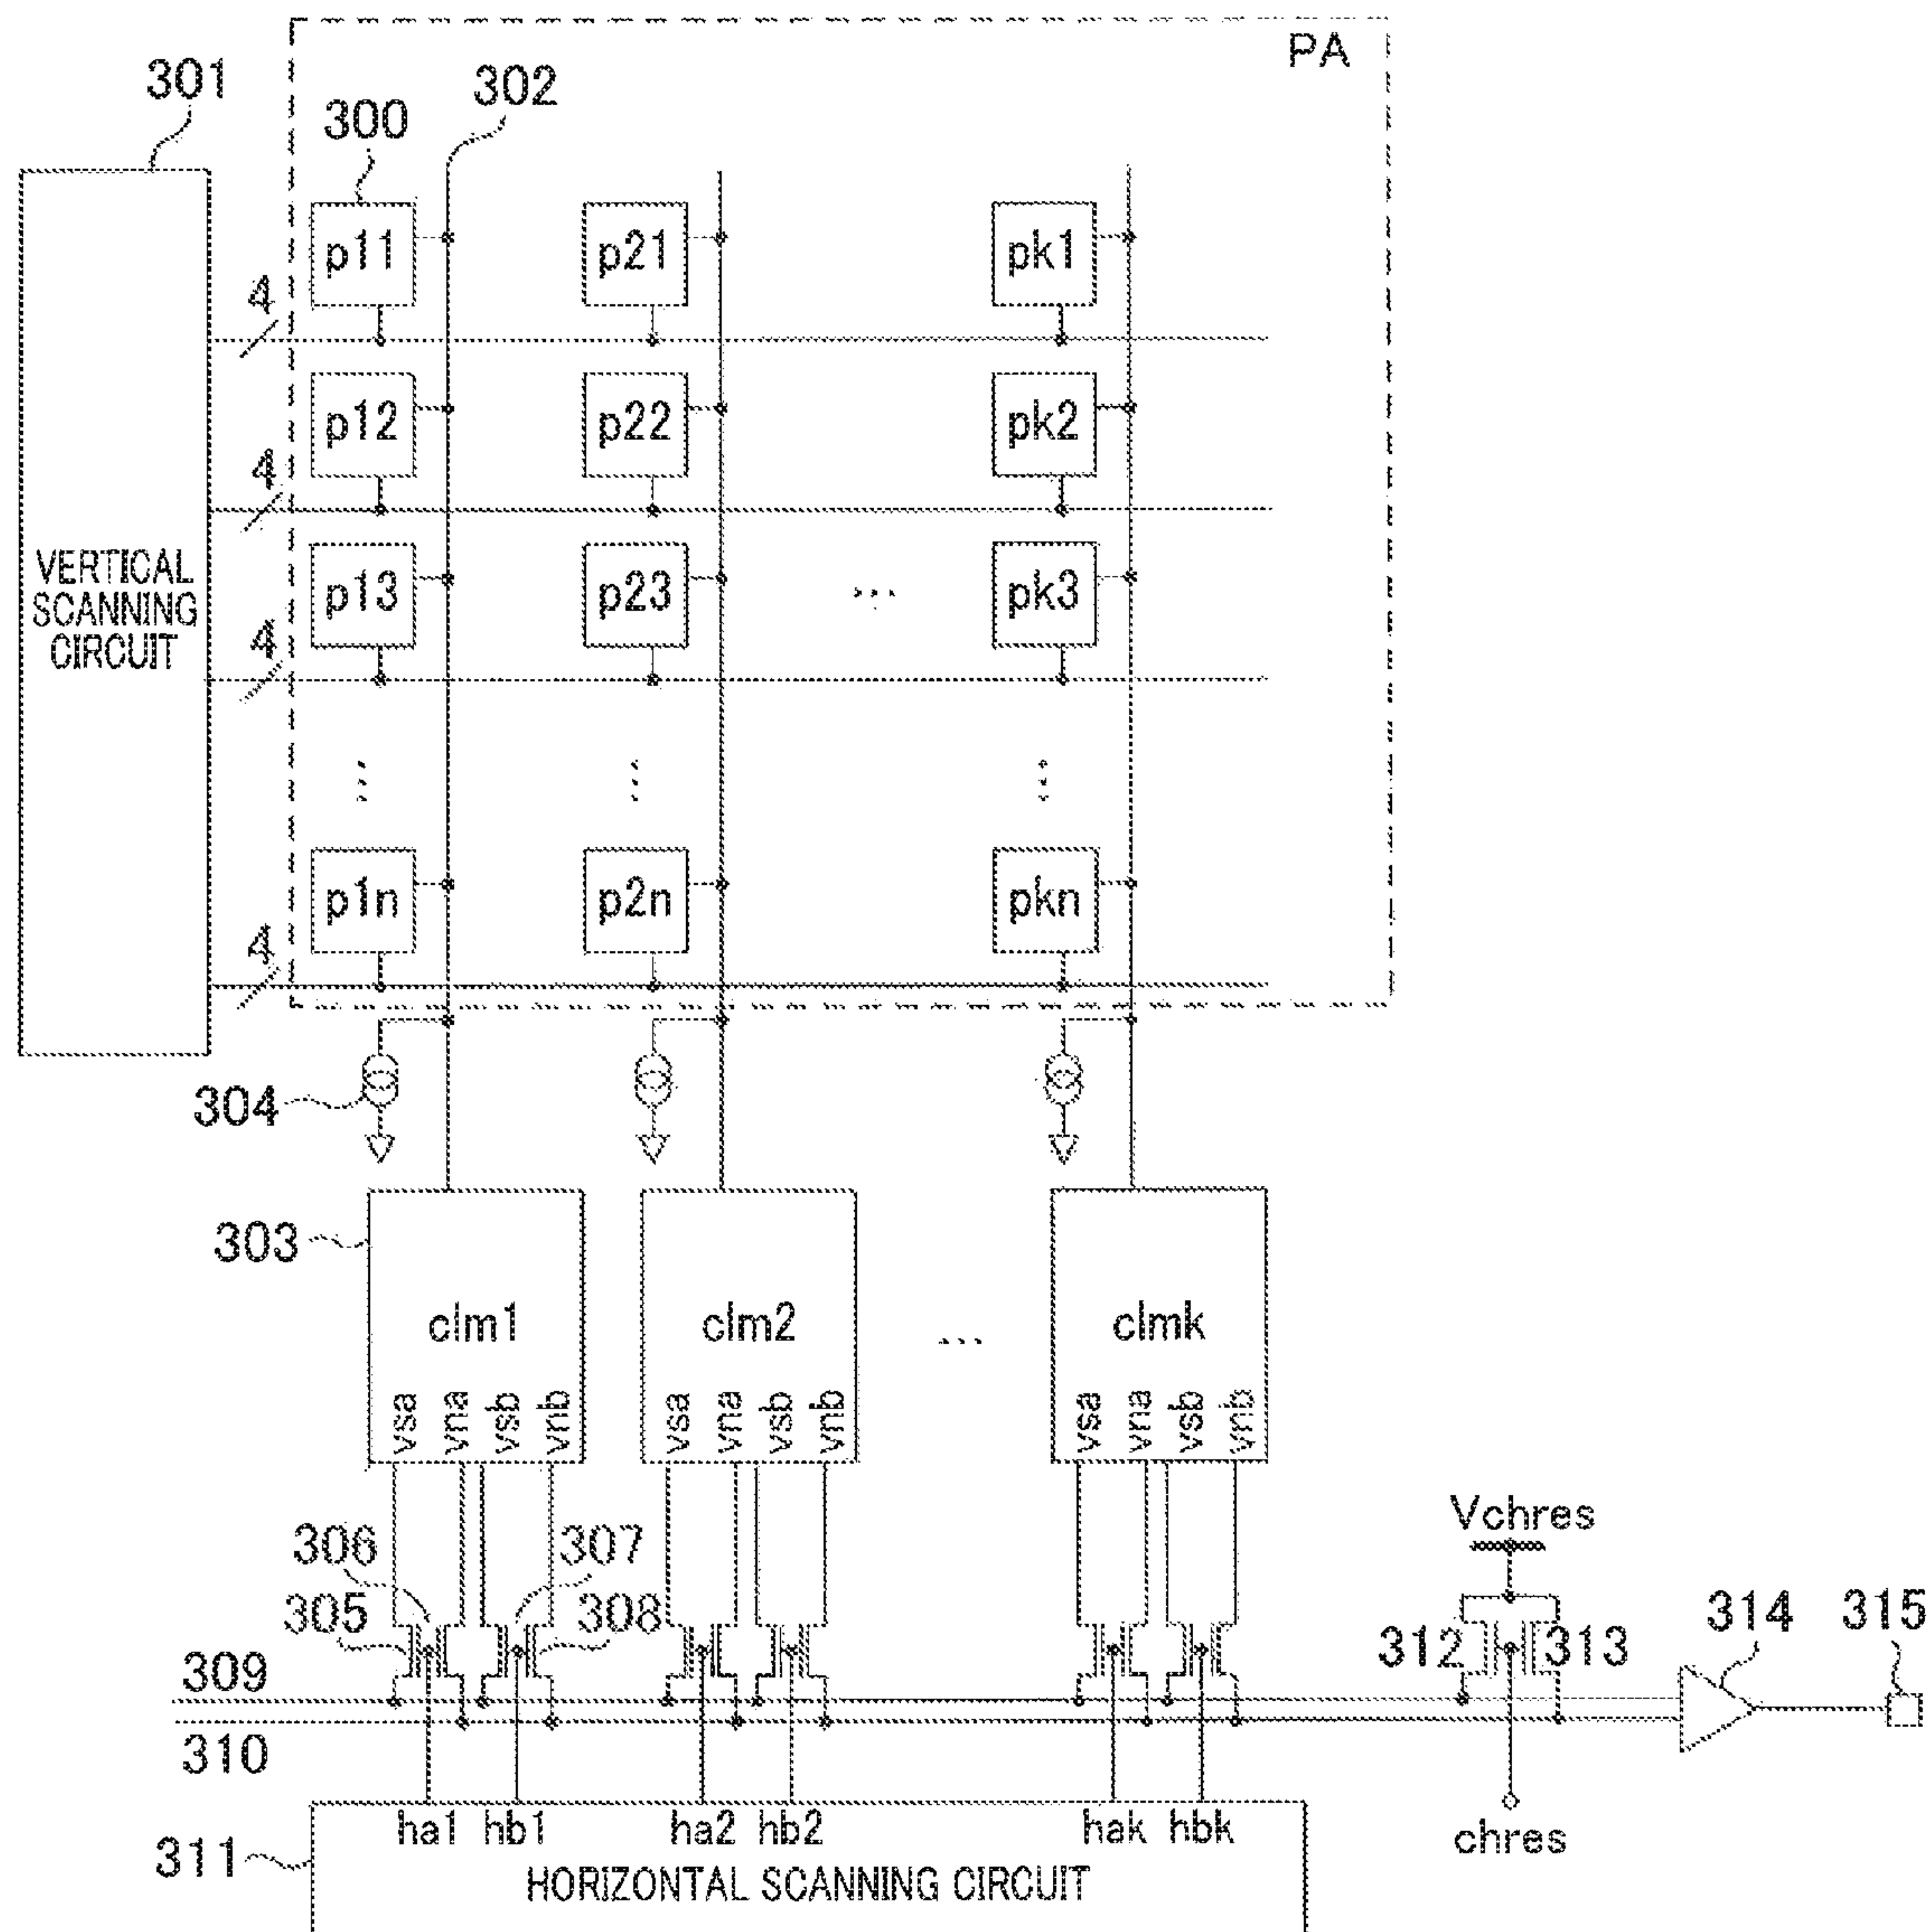 PA
301
302
300
p11
p21
pk1
4
p12
p22
pk2
4
p13
p23
...
pk3
4
VERTICAL
SCANNING
CIRCUIT
p1n
p2n
pkn
4
304
303
clm1
clm2
...
clmk
vsa
vna
vsb
vnb
vsa
vna
vsb
vnb
vsa
vna
vsb
vnb
Vchres
306
307
305
308
312
313
314
315
309
310
ha1
hb1
ha2
hb2
hak
hbk
chres
311
HORIZONTAL SCANNING CIRCUIT